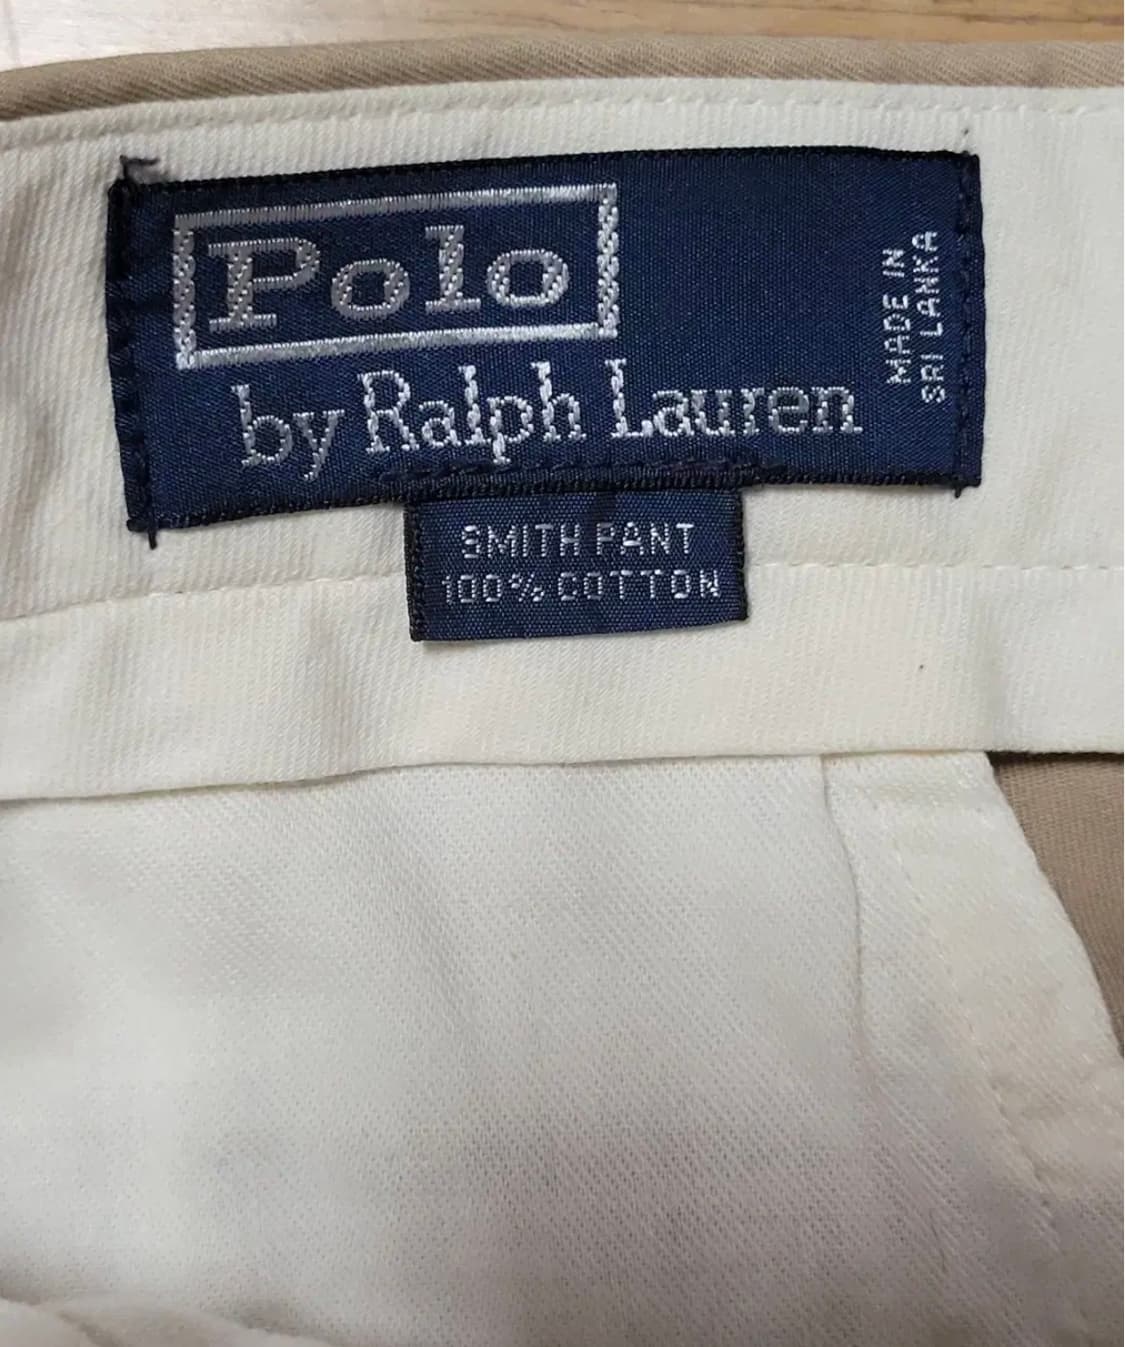 Polo
by Ralph Lauren
MADE IN
SRI LANKA
SMITH PANT
100% COTTON